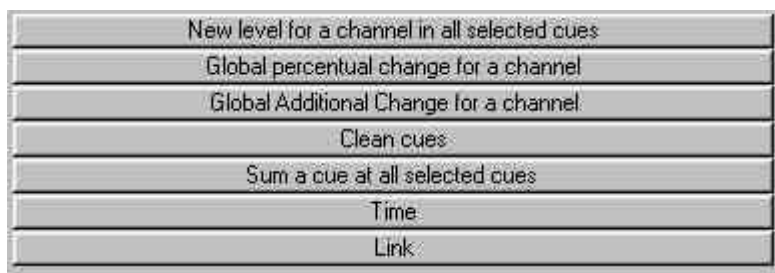 New level for a channel in all selected cues
Global percentual change for a channel
Global Additional Change for a channel
Clean cues
Sum a cue at all selected cues
Time
Link